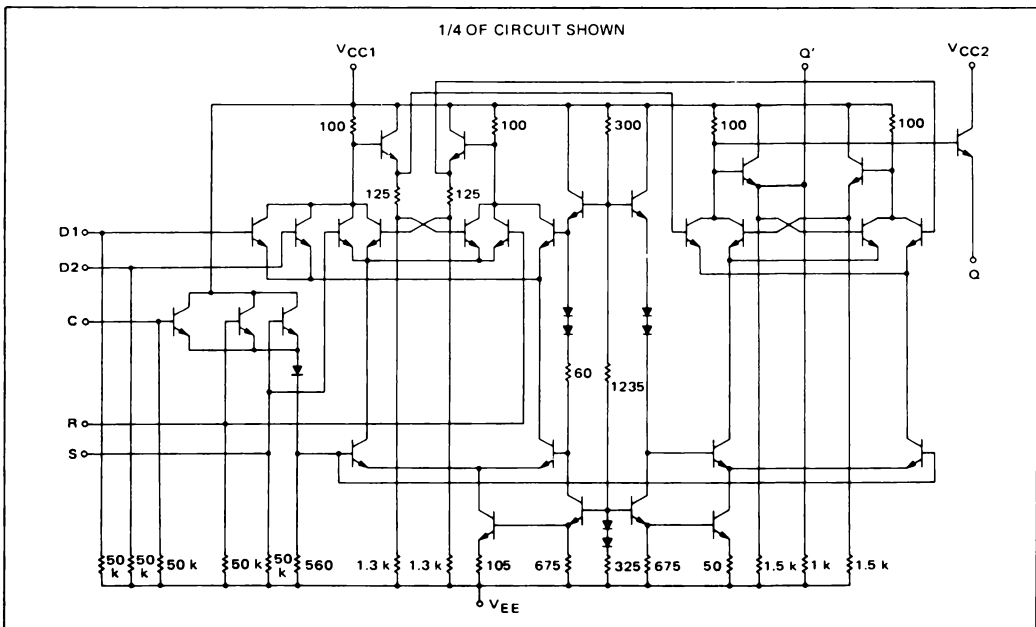 1/4 OF CIRCUIT SHOWN
VCC1
Q'
VCC2
100
100
300
100
100
125
125
D1
D2
Q
C
60
1235
R
S
50 k
50 k
50 k
50 k
50 k
560
1.3 k
1.3 k
105
675
325
675
50
1.5 k
1 k
1.5 k
VEE